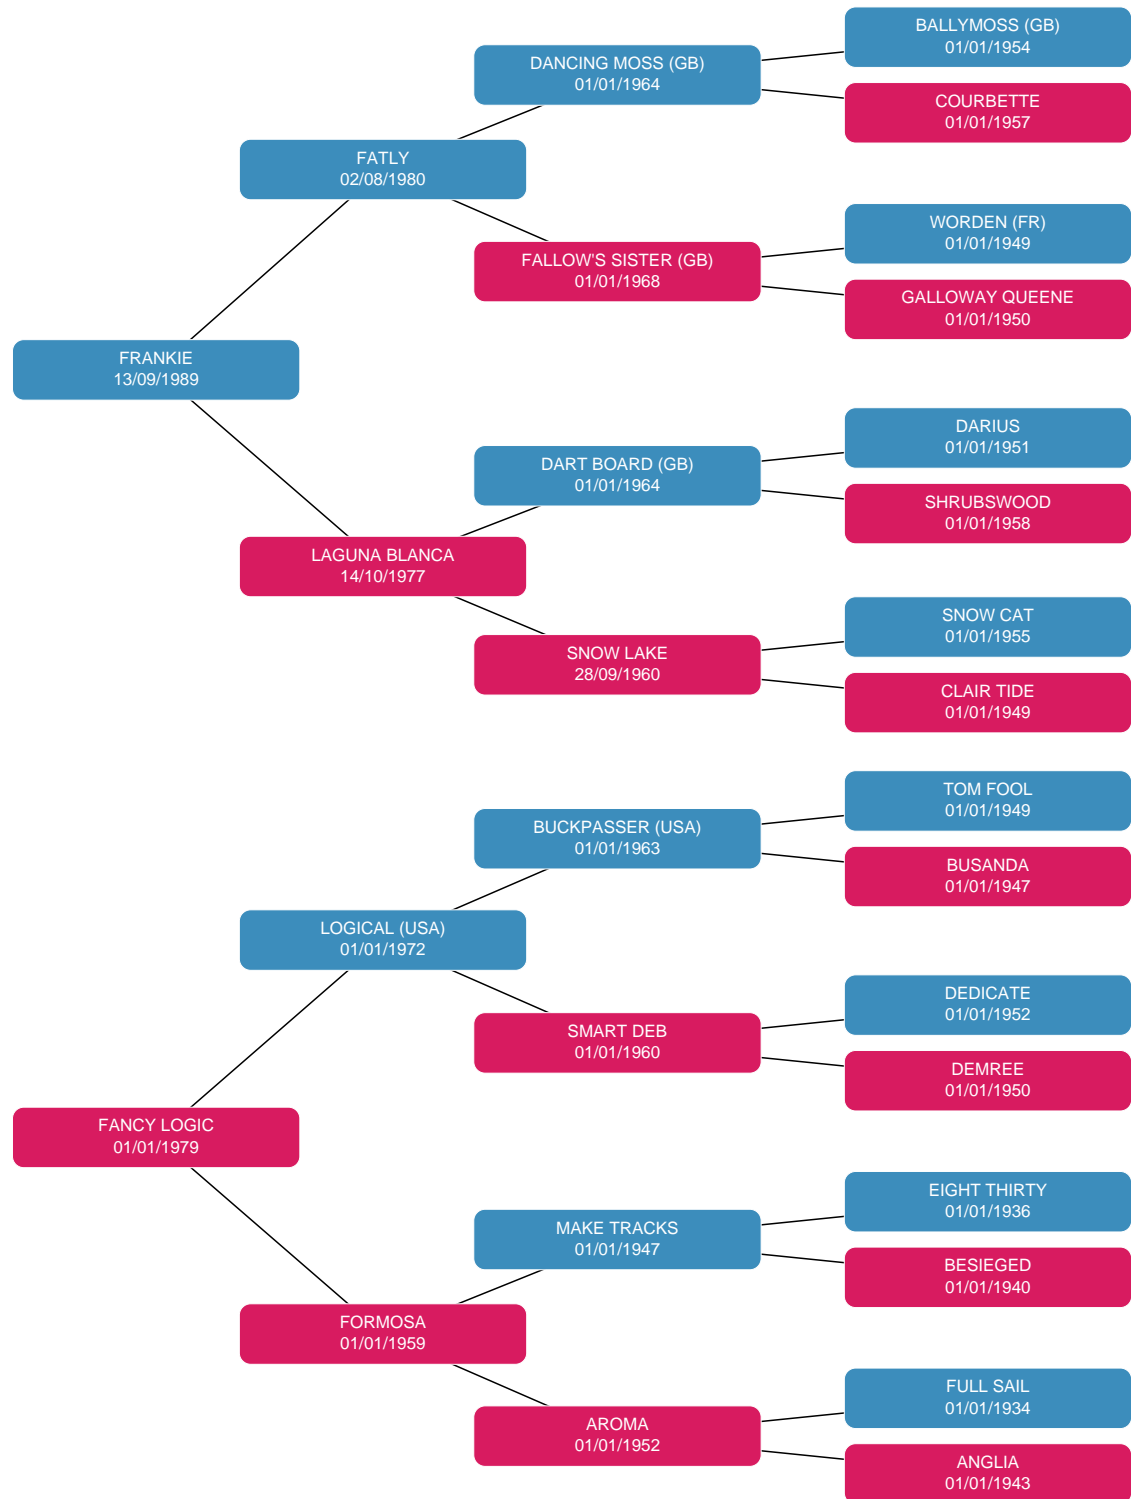 BALLYMOSS (GB)
01/01/1954
DANCING MOSS (GB)
01/01/1964
COURBETTE
01/01/1957
FATLY
02/08/1980
WORDEN (FR)
01/01/1949
FALLOW'S SISTER (GB)
01/01/1968
GALLOWAY QUEENE
01/01/1950
FRANKIE
13/09/1989
DARIUS
01/01/1951
DART BOARD (GB)
01/01/1964
SHRUBSWOOD
01/01/1958
LAGUNA BLANCA
14/10/1977
SNOW CAT
01/01/1955
SNOW LAKE
28/09/1960
CLAIR TIDE
01/01/1949
TOM FOOL
01/01/1949
BUCKPASSER (USA)
01/01/1963
BUSANDA
01/01/1947
LOGICAL (USA)
01/01/1972
DEDICATE
01/01/1952
SMART DEB
01/01/1960
DEMREE
01/01/1950
FANCY LOGIC
01/01/1979
EIGHT THIRTY
01/01/1936
MAKE TRACKS
01/01/1947
BESIEGED
01/01/1940
FORMOSA
01/01/1959
FULL SAIL
01/01/1934
AROMA
01/01/1952
ANGLIA
01/01/1943